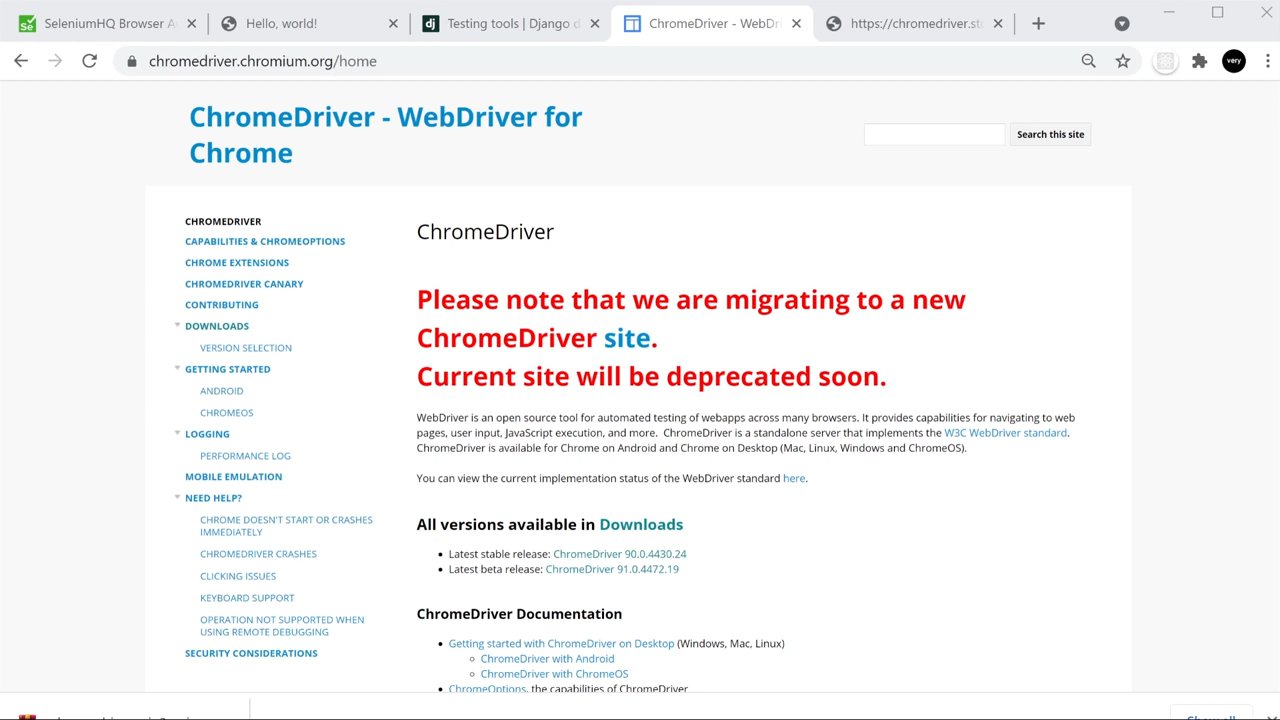 SeleniumHQ Browser A
Hello, world!
Testing tools | Django d
ChromeDriver - WebDri
https://chromedriver.st
chromedriver.chromium.org/home
very
ChromeDriver - WebDriver for
Chrome
Search this site
CHROMEDRIVER
CAPABILITIES & CHROMEOPTIONS
CHROME EXTENSIONS
CHROMEDRIVER CANARY
CONTRIBUTING
DOWNLOADS
VERSION SELECTION
GETTING STARTED
ANDROID
CHROMEOS
LOGGING
PERFORMANCE LOG
MOBILE EMULATION
NEED HELP?
CHROME DOESN'T START OR CRASHES
IMMEDIATELY
CHROMEDRIVER CRASHES
CLICKING ISSUES
KEYBOARD SUPPORT
OPERATION NOT SUPPORTED WHEN
USING REMOTE DEBUGGING
SECURITY CONSIDERATIONS
ChromeDriver
Please note that we are migrating to a new
ChromeDriver site.
Current site will be deprecated soon.
WebDriver is an open source tool for automated testing of webapps across many browsers. It provides capabilities for navigating to web
pages, user input, JavaScript execution, and more. ChromeDriver is a standalone server that implements the W3C WebDriver standard.
ChromeDriver is available for Chrome on Android and Chrome on Desktop (Mac, Linux, Windows and ChromeOS).
You can view the current implementation status of the WebDriver standard here.
All versions available in Downloads
• Latest stable release: ChromeDriver 90.0.4430.24
• Latest beta release: ChromeDriver 91.0.4472.19
ChromeDriver Documentation
• Getting started with ChromeDriver on Desktop (Windows, Mac, Linux)
◦ ChromeDriver with Android
◦ ChromeDriver with ChromeOS
• ChromeOptions, the capabilities of ChromeDriver
Show all